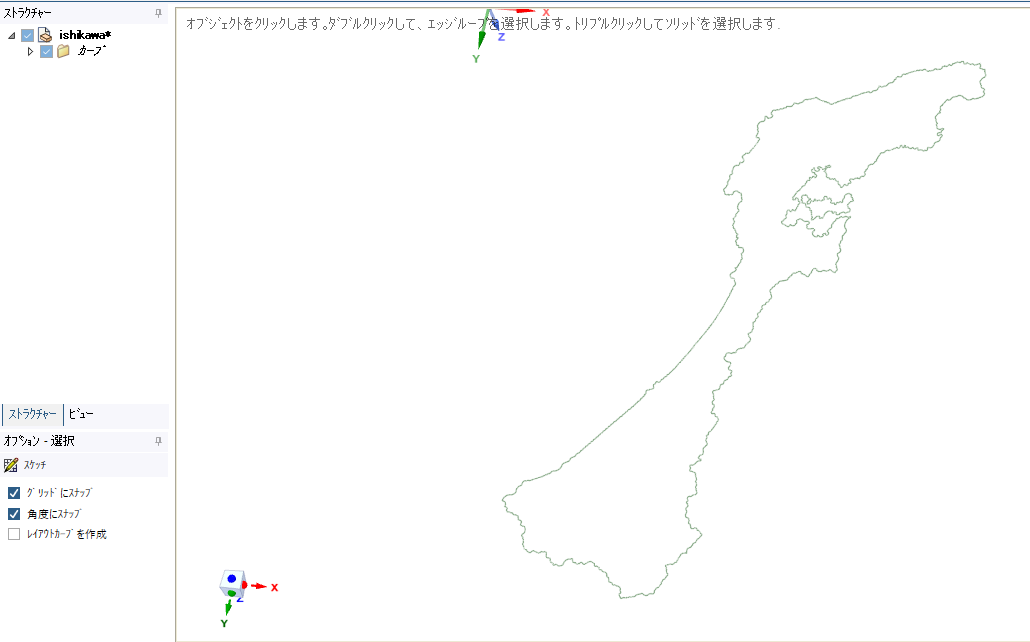 ストラクチャー
ishikawa*
カーブ
オブジェクトをクリックします。ダブルクリックして、エッジループを選択します。トリプルクリックしてソリッドを選択します.
X
Z
Y
ストラクチャー ビュー
オプション - 選択
スケッチ
グリッドにスナップ
角度にスナップ
レイアウトカーブを作成
X
Z
Y